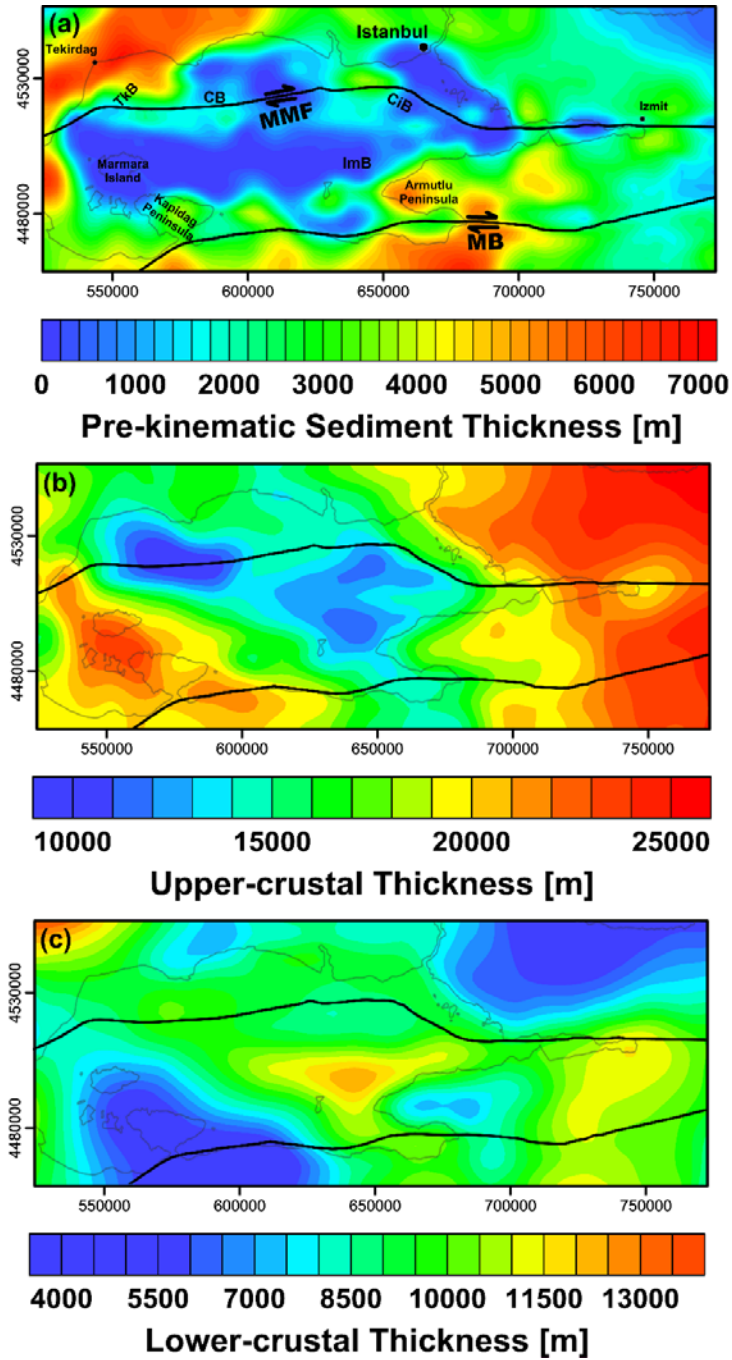 (a)
Istanbul
Tekirdag
4530000
TkB
CB
MMF
CiB
Izmit
Marmara
Island
ImB
Armutlu
Peninsula
Kapidag
Peninsula
4480000
MB
550000 600000 650000 700000 750000
0 1000 2000 3000 4000 5000 6000 7000
Pre-kinematic Sediment Thickness [m]
(b)
4530000
4480000
550000 600000 650000 700000 750000
10000 15000 20000 25000
Upper-crustal Thickness [m]
(c)
4530000
4480000
550000 600000 650000 700000 750000
4000 5500 7000 8500 10000 11500 13000
Lower-crustal Thickness [m]